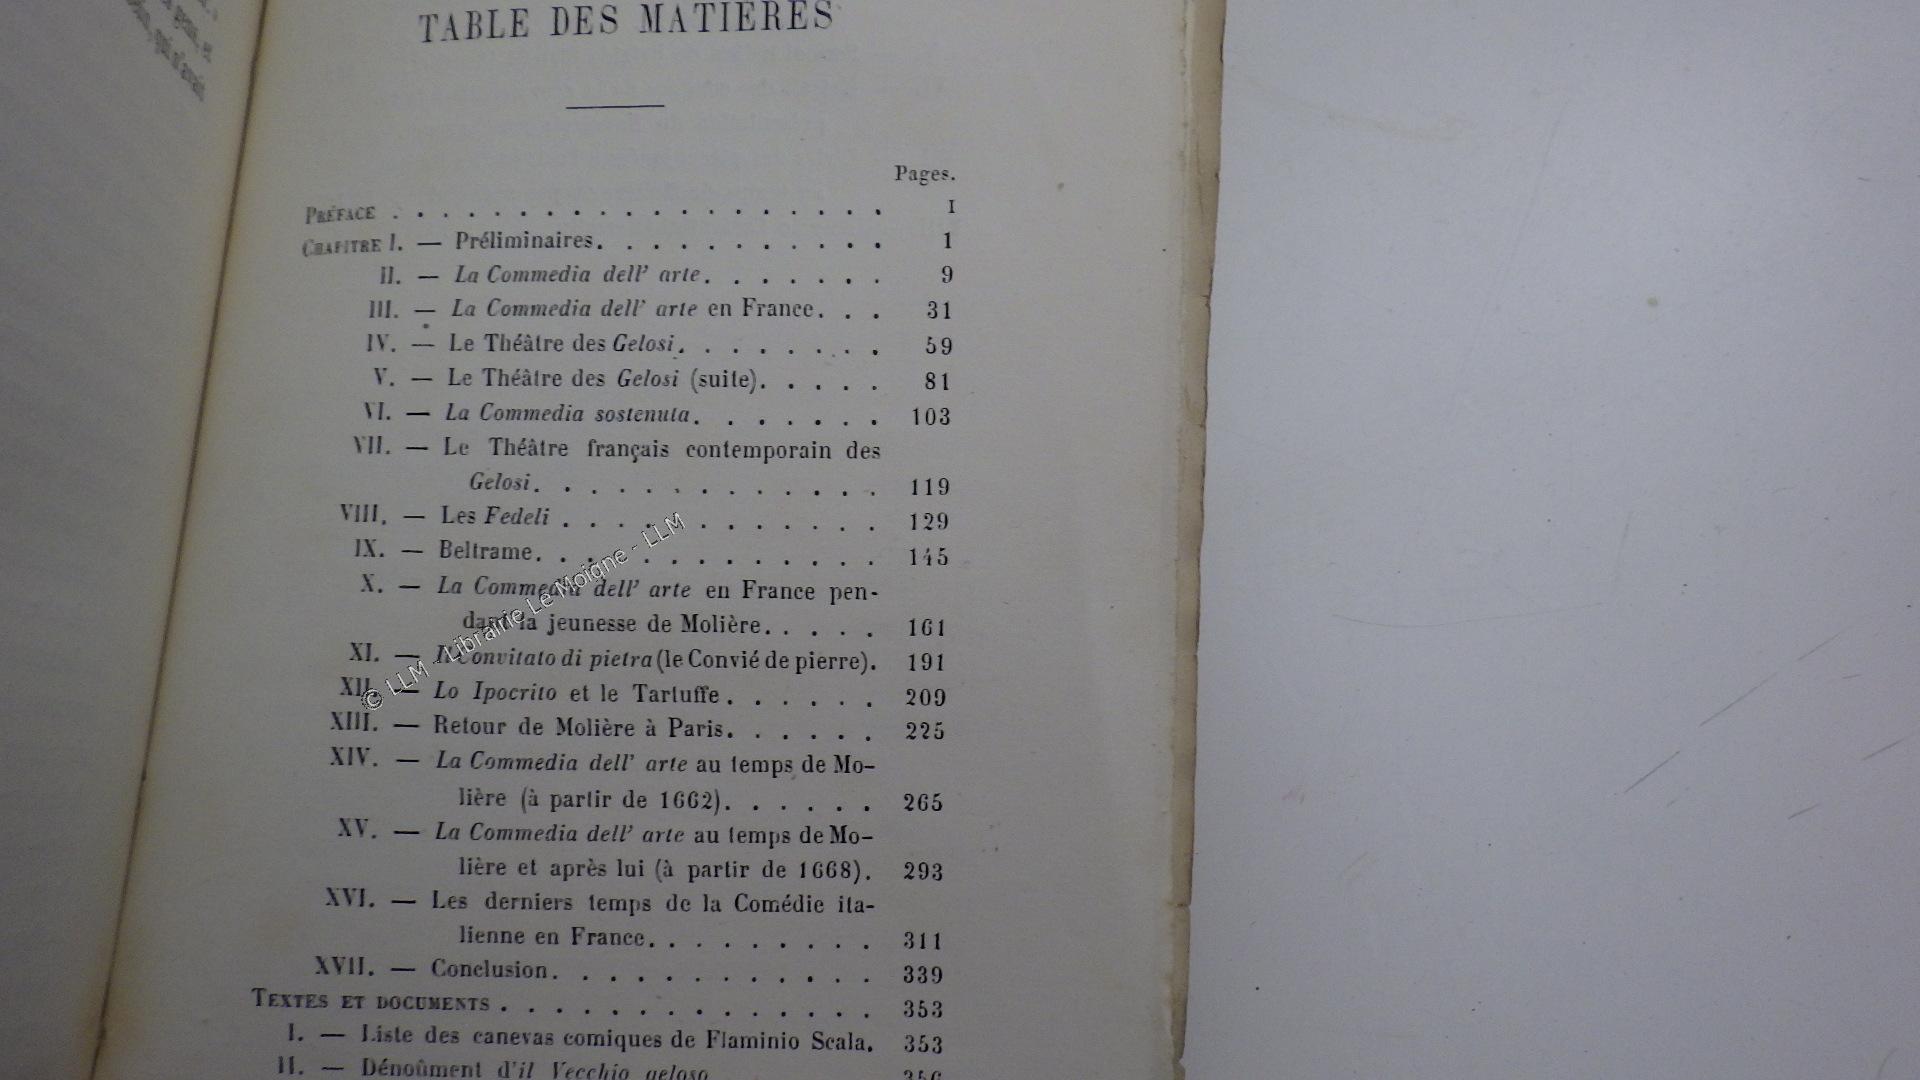 TABLE DES MATIÈRES
Pages.
PRÉFACE . . . . . . . . . . . . . . . . . . . I
CHAPITRE I. — Préliminaires. . . . . . . . . . . 1
II. — La Commedia dell' arte. . . . . . . 9
III. — La Commedia dell' arte en France. . . 31
IV. — Le Théâtre des Gelosi. . . . . . . . 59
V. — Le Théâtre des Gelosi (suite). . . . . 81
VI. — La Commedia sostenuta. . . . . . . 103
VII. — Le Théâtre français contemporain des
Gelosi. . . . . . . . . . . . . 119
VIII. — Les Fedeli . . . . . . . . . . . . 129
IX. — Beltrame. . . . . . . . . . . . . 145
X. — La Commedia dell' arte en France pen-
dant la jeunesse de Molière. . . . . 161
XI. — Il Convitato di pietra (le Convié de pierre). 191
XII. — Lo Ipocrito et le Tartuffe . . . . . . 209
XIII. — Retour de Molière à Paris. . . . . . 225
XIV. — La Commedia dell' arte au temps de Mo-
lière (à partir de 1662). . . . . . 265
XV. — La Commedia dell' arte au temps de Mo-
lière et après lui (à partir de 1668). 293
XVI. — Les derniers temps de la Comédie ita-
lienne en France. . . . . . . . . 311
XVII. — Conclusion. . . . . . . . . . . . 339
TEXTES ET DOCUMENTS . . . . . . . . . . . . . . 353
I. — Liste des canevas comiques de Flaminio Scala. 353
II. — Dénoûment d'il Vecchio geloso
© LLM - Librairie Le Moigne - LLM
qui n'avait